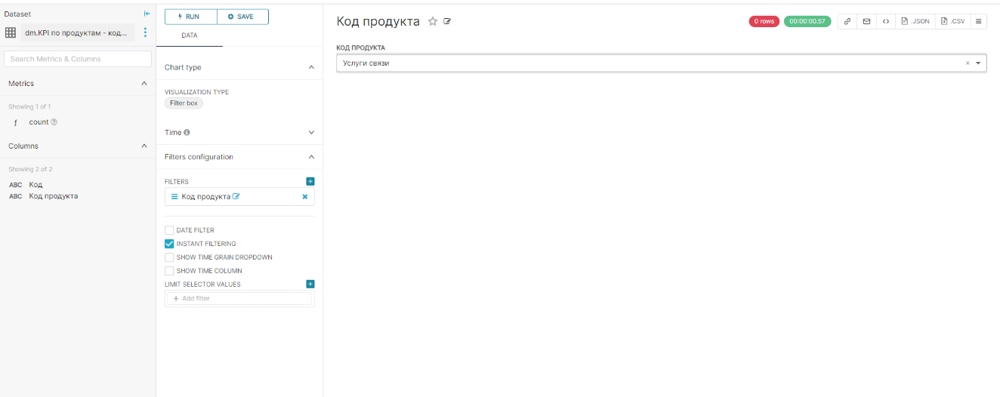 Dataset
dm.KPI по продуктам - код...
Search Metrics & Columns
Metrics
Showing 1 of 1
ƒ count
Columns
Showing 2 of 2
ABC Код
ABC Код продукта
RUN
SAVE
DATA
Chart type
VISUALIZATION TYPE
Filter box
Time
Filters configuration
FILTERS
Код продукта
DATE FILTER
INSTANT FILTERING
SHOW TIME GRAIN DROPDOWN
SHOW TIME COLUMN
LIMIT SELECTOR VALUES
Add filter
Код продукта
0 rows
00:00:00.57
.JSON
.CSV
КОД ПРОДУКТА
Услуги связи